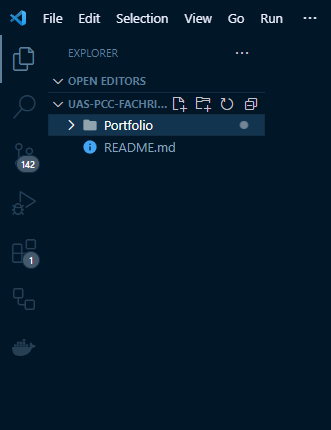 File Edit Selection View Go Run ...
EXPLORER ...
OPEN EDITORS
UAS-PCC-FACHRI...
Portfolio
README.md
142
1